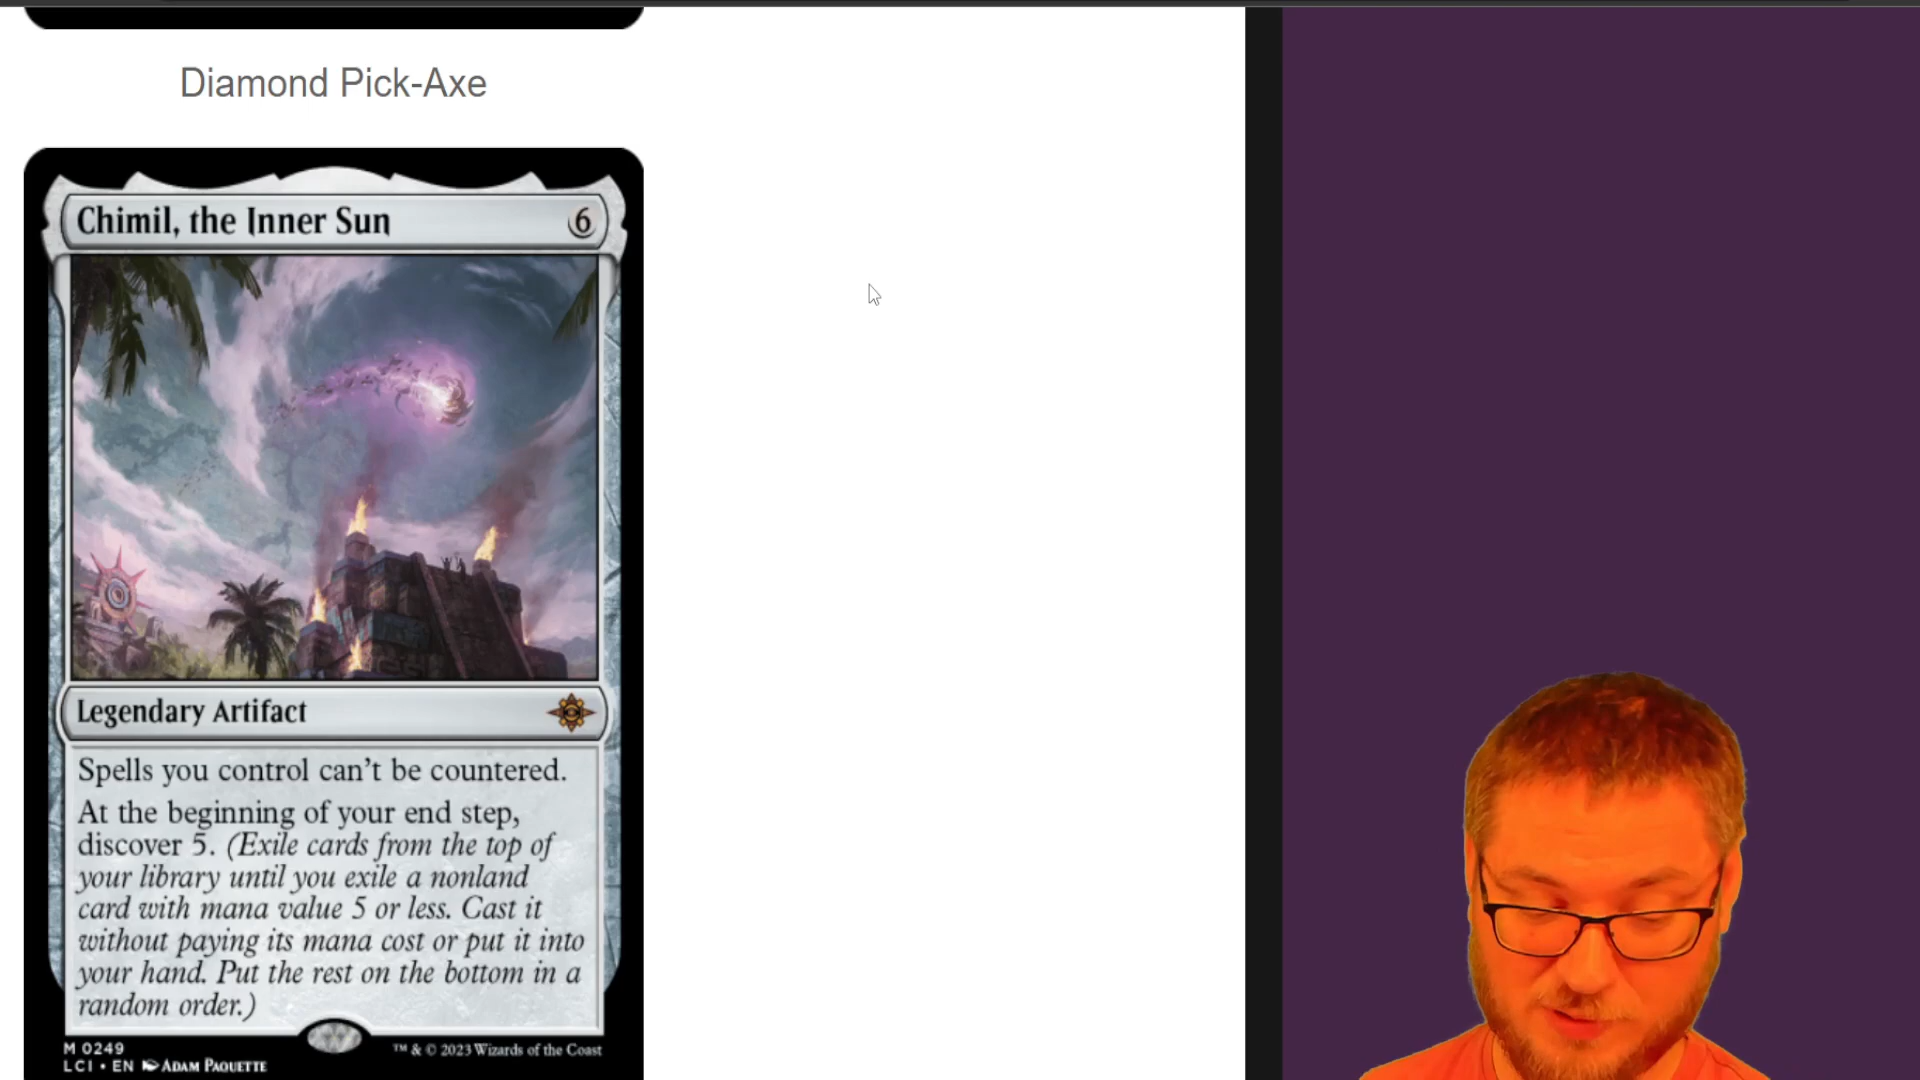 Diamond Pick-Axe
Chimil, the Inner Sun 6
Legendary Artifact
Spells you control can't be countered.
At the beginning of your end step,
discover 5. (Exile cards from the top of
your library until you exile a nonland
card with mana value 5 or less. Cast it
without paying its mana cost or put it into
your hand. Put the rest on the bottom in a
random order.)
M 0249
LCI • EN ADAM PAQUETTE
™ & © 2023 Wizards of the Coast